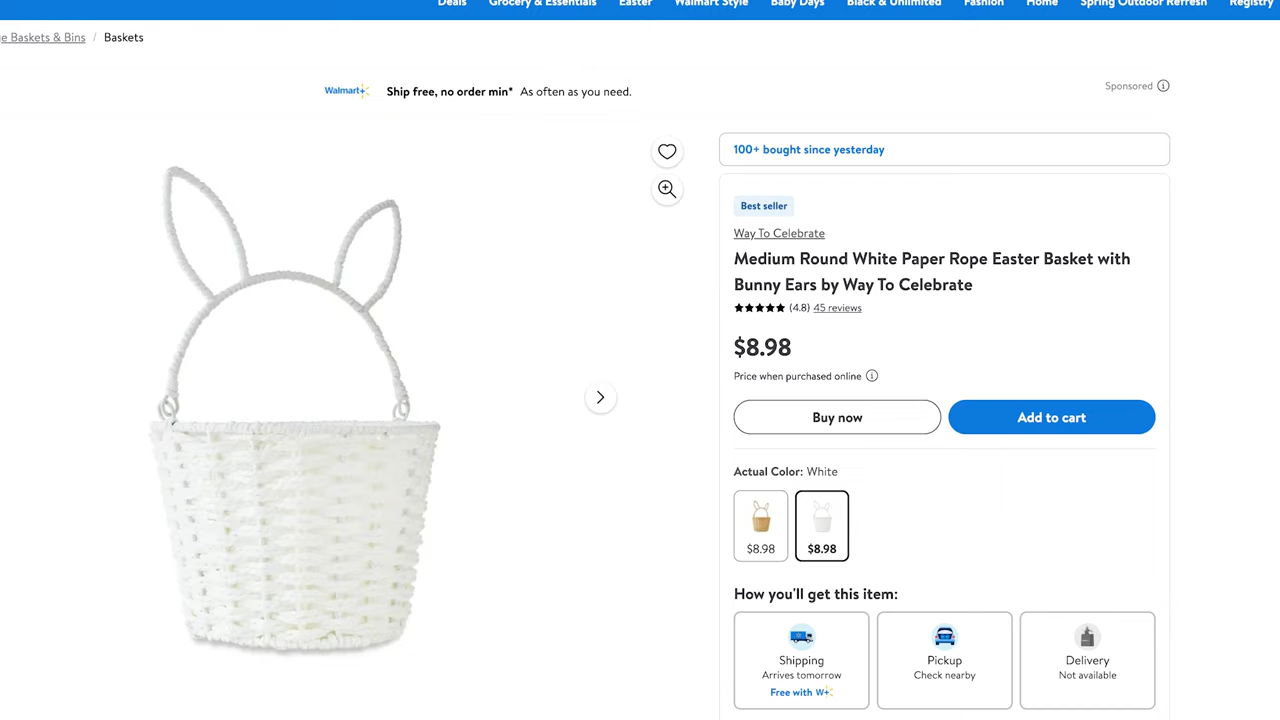 Deals Grocery & Essentials Easter Walmart Style Baby Days Black & Unlimited Fashion Home Spring Outdoor Refresh Registry
e Baskets & Bins / Baskets
Walmart+ Ship free, no order min* As often as you need.
Sponsored
100+ bought since yesterday
Best seller
Way To Celebrate
Medium Round White Paper Rope Easter Basket with
Bunny Ears by Way To Celebrate
(4.8) 45 reviews
$8.98
Price when purchased online
Buy now Add to cart
Actual Color: White
$8.98 $8.98
How you'll get this item:
Shipping Pickup Delivery
Arrives tomorrow Check nearby Not available
Free with W+